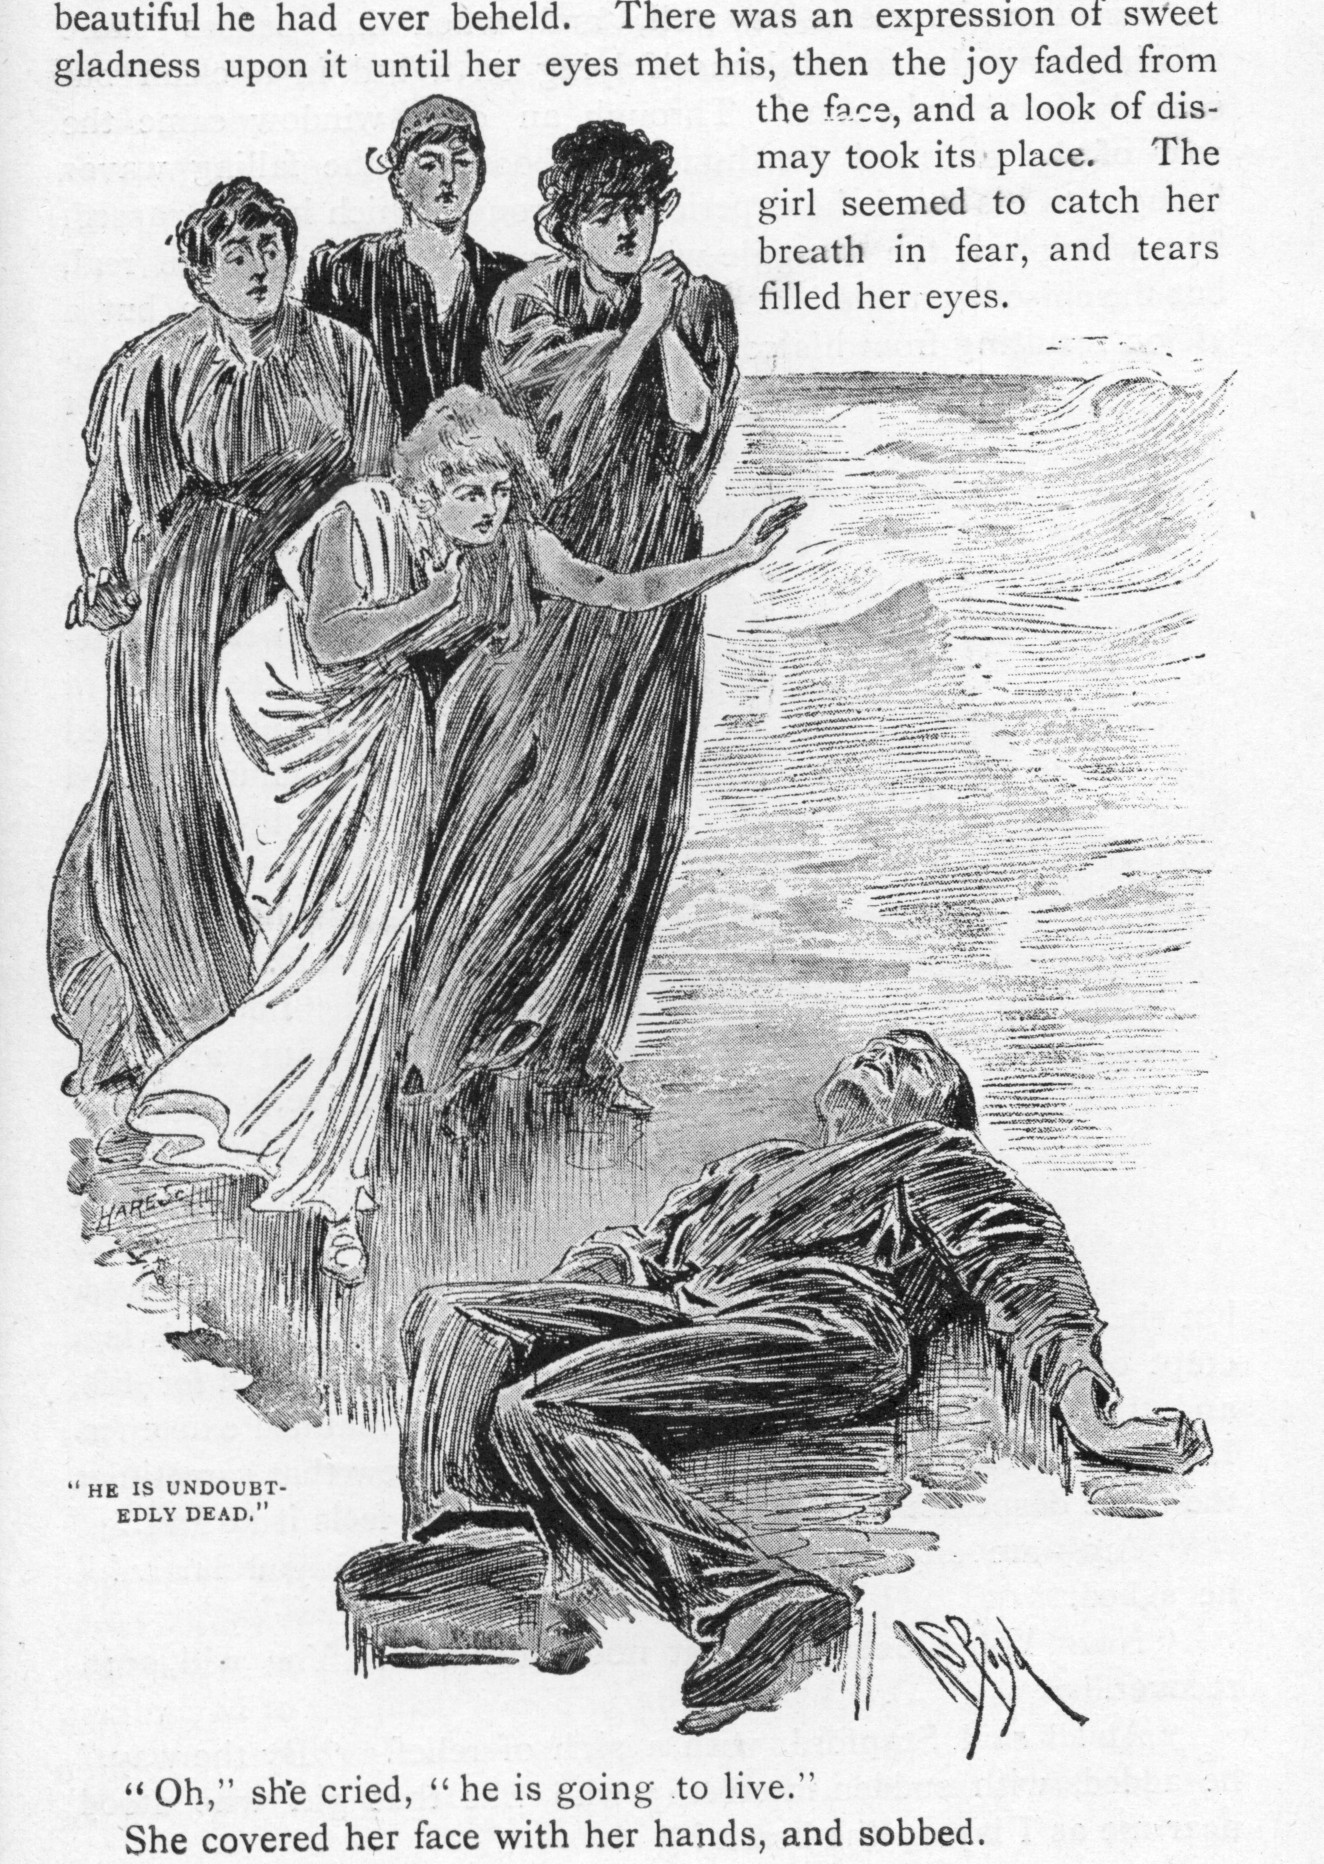 beautiful he had ever beheld. There was an expression of sweet
gladness upon it until her eyes met his, then the joy faded from
the face, and a look of dis-
may took its place. The
girl seemed to catch her
breath in fear, and tears
filled her eyes.
HARE SC
"HE IS UNDOUBT-
EDLY DEAD."
ASBoyd
"Oh," she cried, "he is going to live."
She covered her face with her hands, and sobbed.